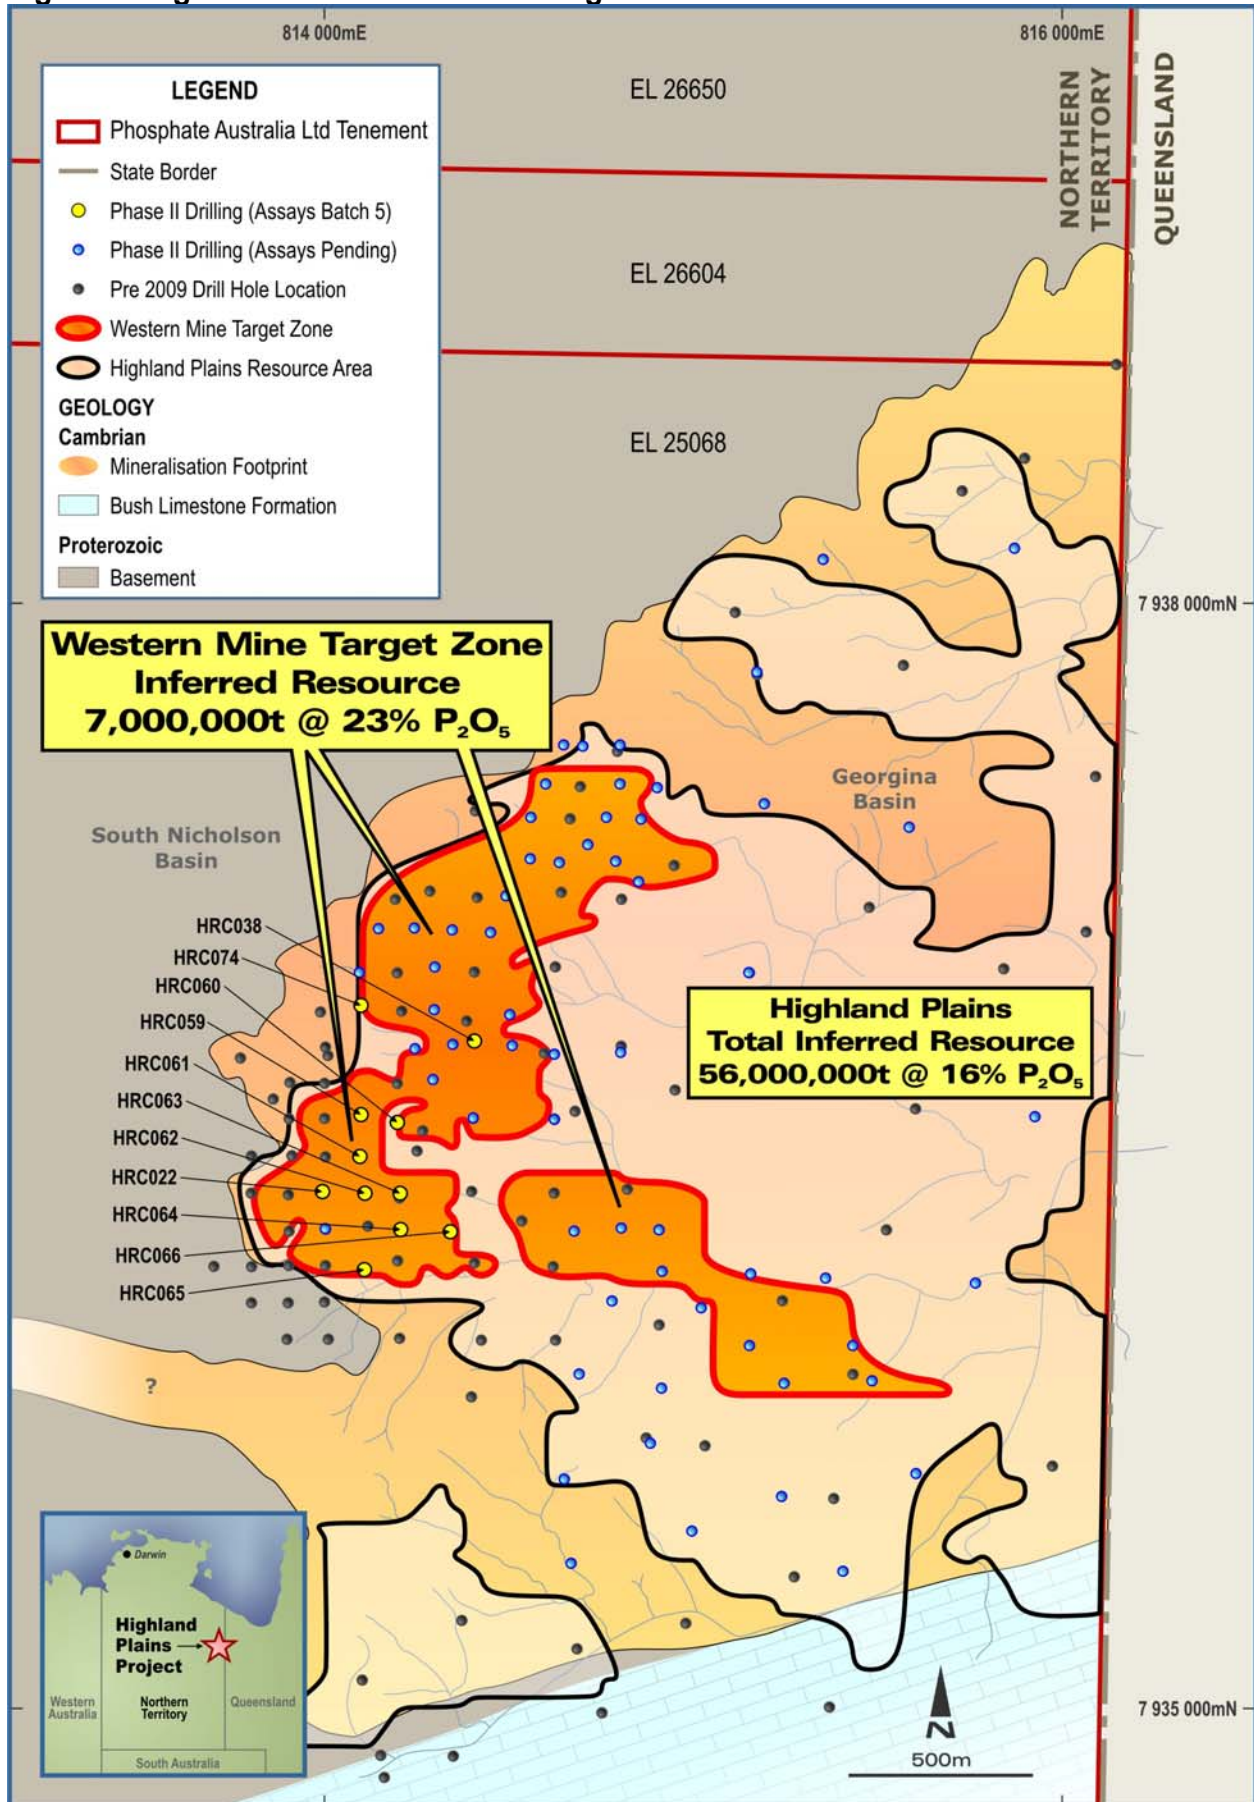 814 000mE
816 000mE
LEGEND
Phosphate Australia Ltd Tenement
State Border
Phase II Drilling (Assays Batch 5)
Phase II Drilling (Assays Pending)
Pre 2009 Drill Hole Location
Western Mine Target Zone
Highland Plains Resource Area
GEOLOGY
Cambrian
Mineralisation Footprint
Bush Limestone Formation
Proterozoic
Basement
EL 26650
NORTHERN
TERRITORY
QUEENSLAND
EL 26604
EL 25068
7 938 000mN
Western Mine Target Zone
Inferred Resource
7,000,000t @ 23% P₂O₅
Georgina
Basin
South Nicholson
Basin
HRC038
HRC074
HRC060
HRC059
HRC061
HRC063
HRC062
HRC022
HRC064
HRC066
HRC065
Highland Plains
Total Inferred Resource
56,000,000t @ 16% P₂O₅
?
Darwin
Highland
Plains
Project
Western
Australia
Northern
Territory
Queensland
South Australia
N
500m
7 935 000mN